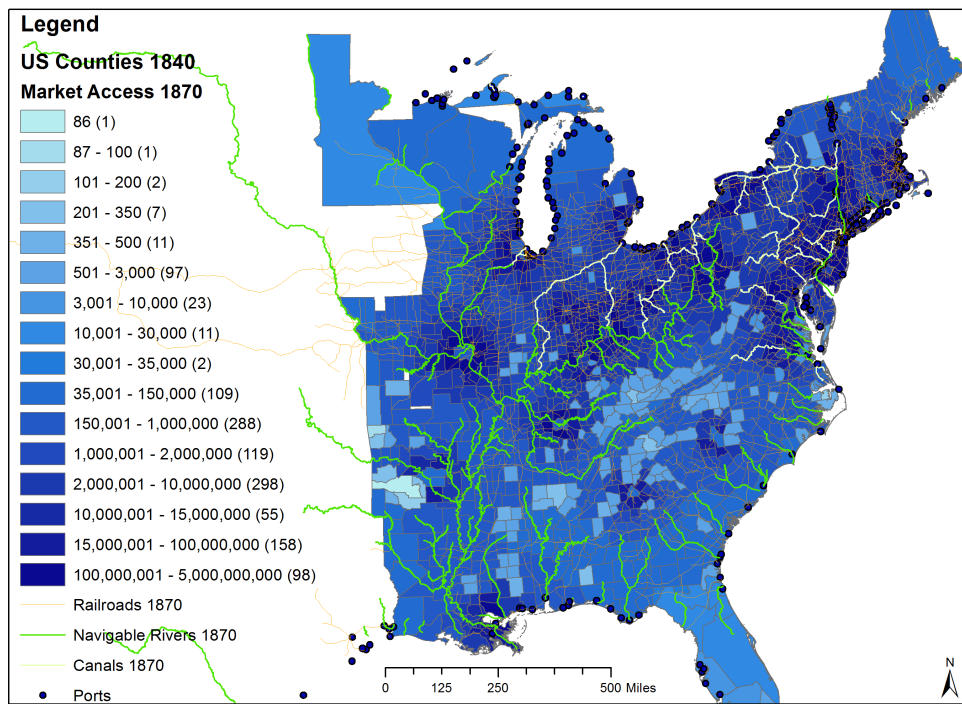 Legend
US Counties 1840
Market Access 1870
86 (1)
87 - 100 (1)
101 - 200 (2)
201 - 350 (7)
351 - 500 (11)
501 - 3,000 (97)
3,001 - 10,000 (23)
10,001 - 30,000 (11)
30,001 - 35,000 (2)
35,001 - 150,000 (109)
150,001 - 1,000,000 (288)
1,000,001 - 2,000,000 (119)
2,000,001 - 10,000,000 (298)
10,000,001 - 15,000,000 (55)
15,000,001 - 100,000,000 (158)
100,000,001 - 5,000,000,000 (98)
Railroads 1870
Navigable Rivers 1870
Canals 1870
Ports
0 125 250 500 Miles
N